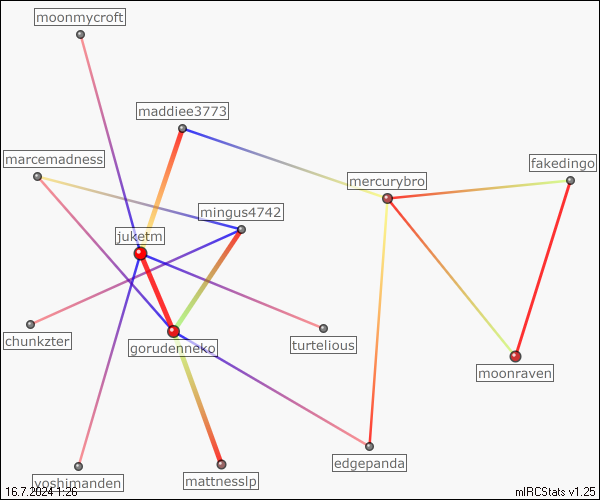 moonmycroft
maddiee3773
marcemadness
fakedingo
mercurybro
mingus4742
juketm
chunkzter
turtelious
gorudenneko
moonraven
edgepanda
mattnesslp
yoshimanden
16.7.2024 1:26
mIRCStats v1.25